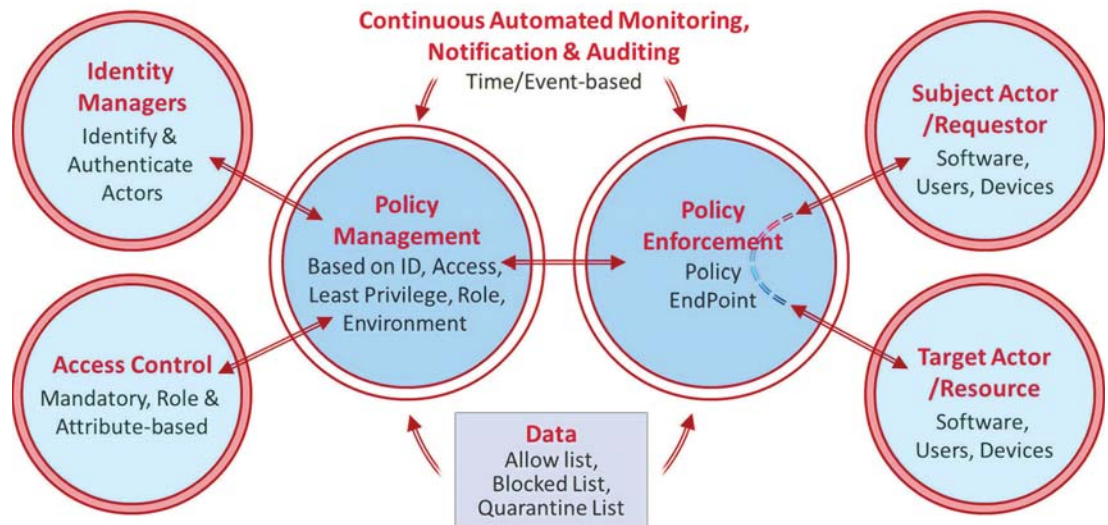 Continuous Automated Monitoring,
Notification & Auditing
Time/Event-based
Identity
Managers
Identify &
Authenticate
Actors
Access Control
Mandatory, Role &
Attribute-based
Policy
Management
Based on ID, Access,
Least Privilege, Role,
Environment
Policy
Enforcement
Policy
EndPoint
Subject Actor
/Requestor
Software,
Users, Devices
Target Actor
/Resource
Software,
Users, Devices
Data
Allow list,
Blocked List,
Quarantine List